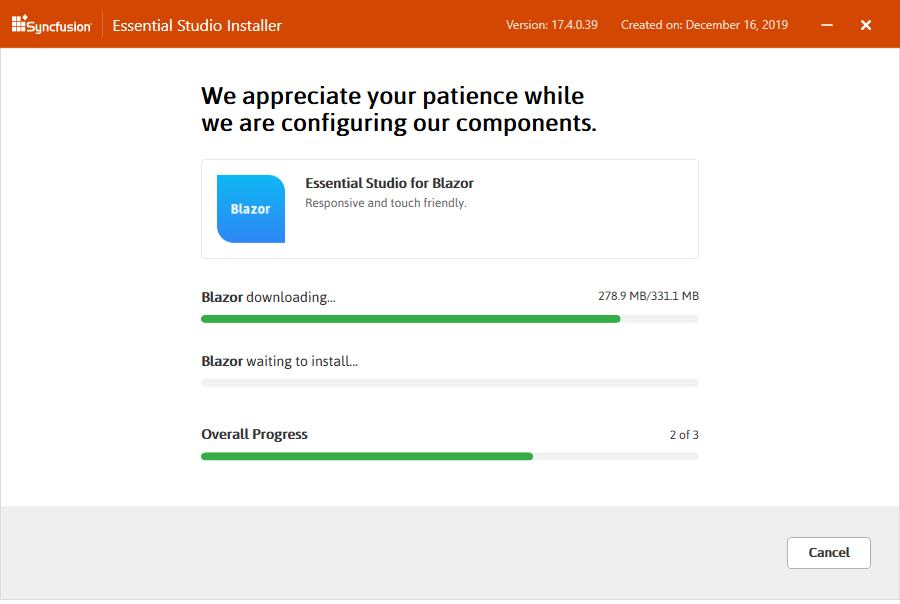 Syncfusion Essential Studio Installer Version: 17.4.0.39 Created on: December 16, 2019
We appreciate your patience while
we are configuring our components.
Blazor
Essential Studio for Blazor
Responsive and touch friendly.
Blazor downloading... 278.9 MB/331.1 MB
Blazor waiting to install...
Overall Progress 2 of 3
Cancel